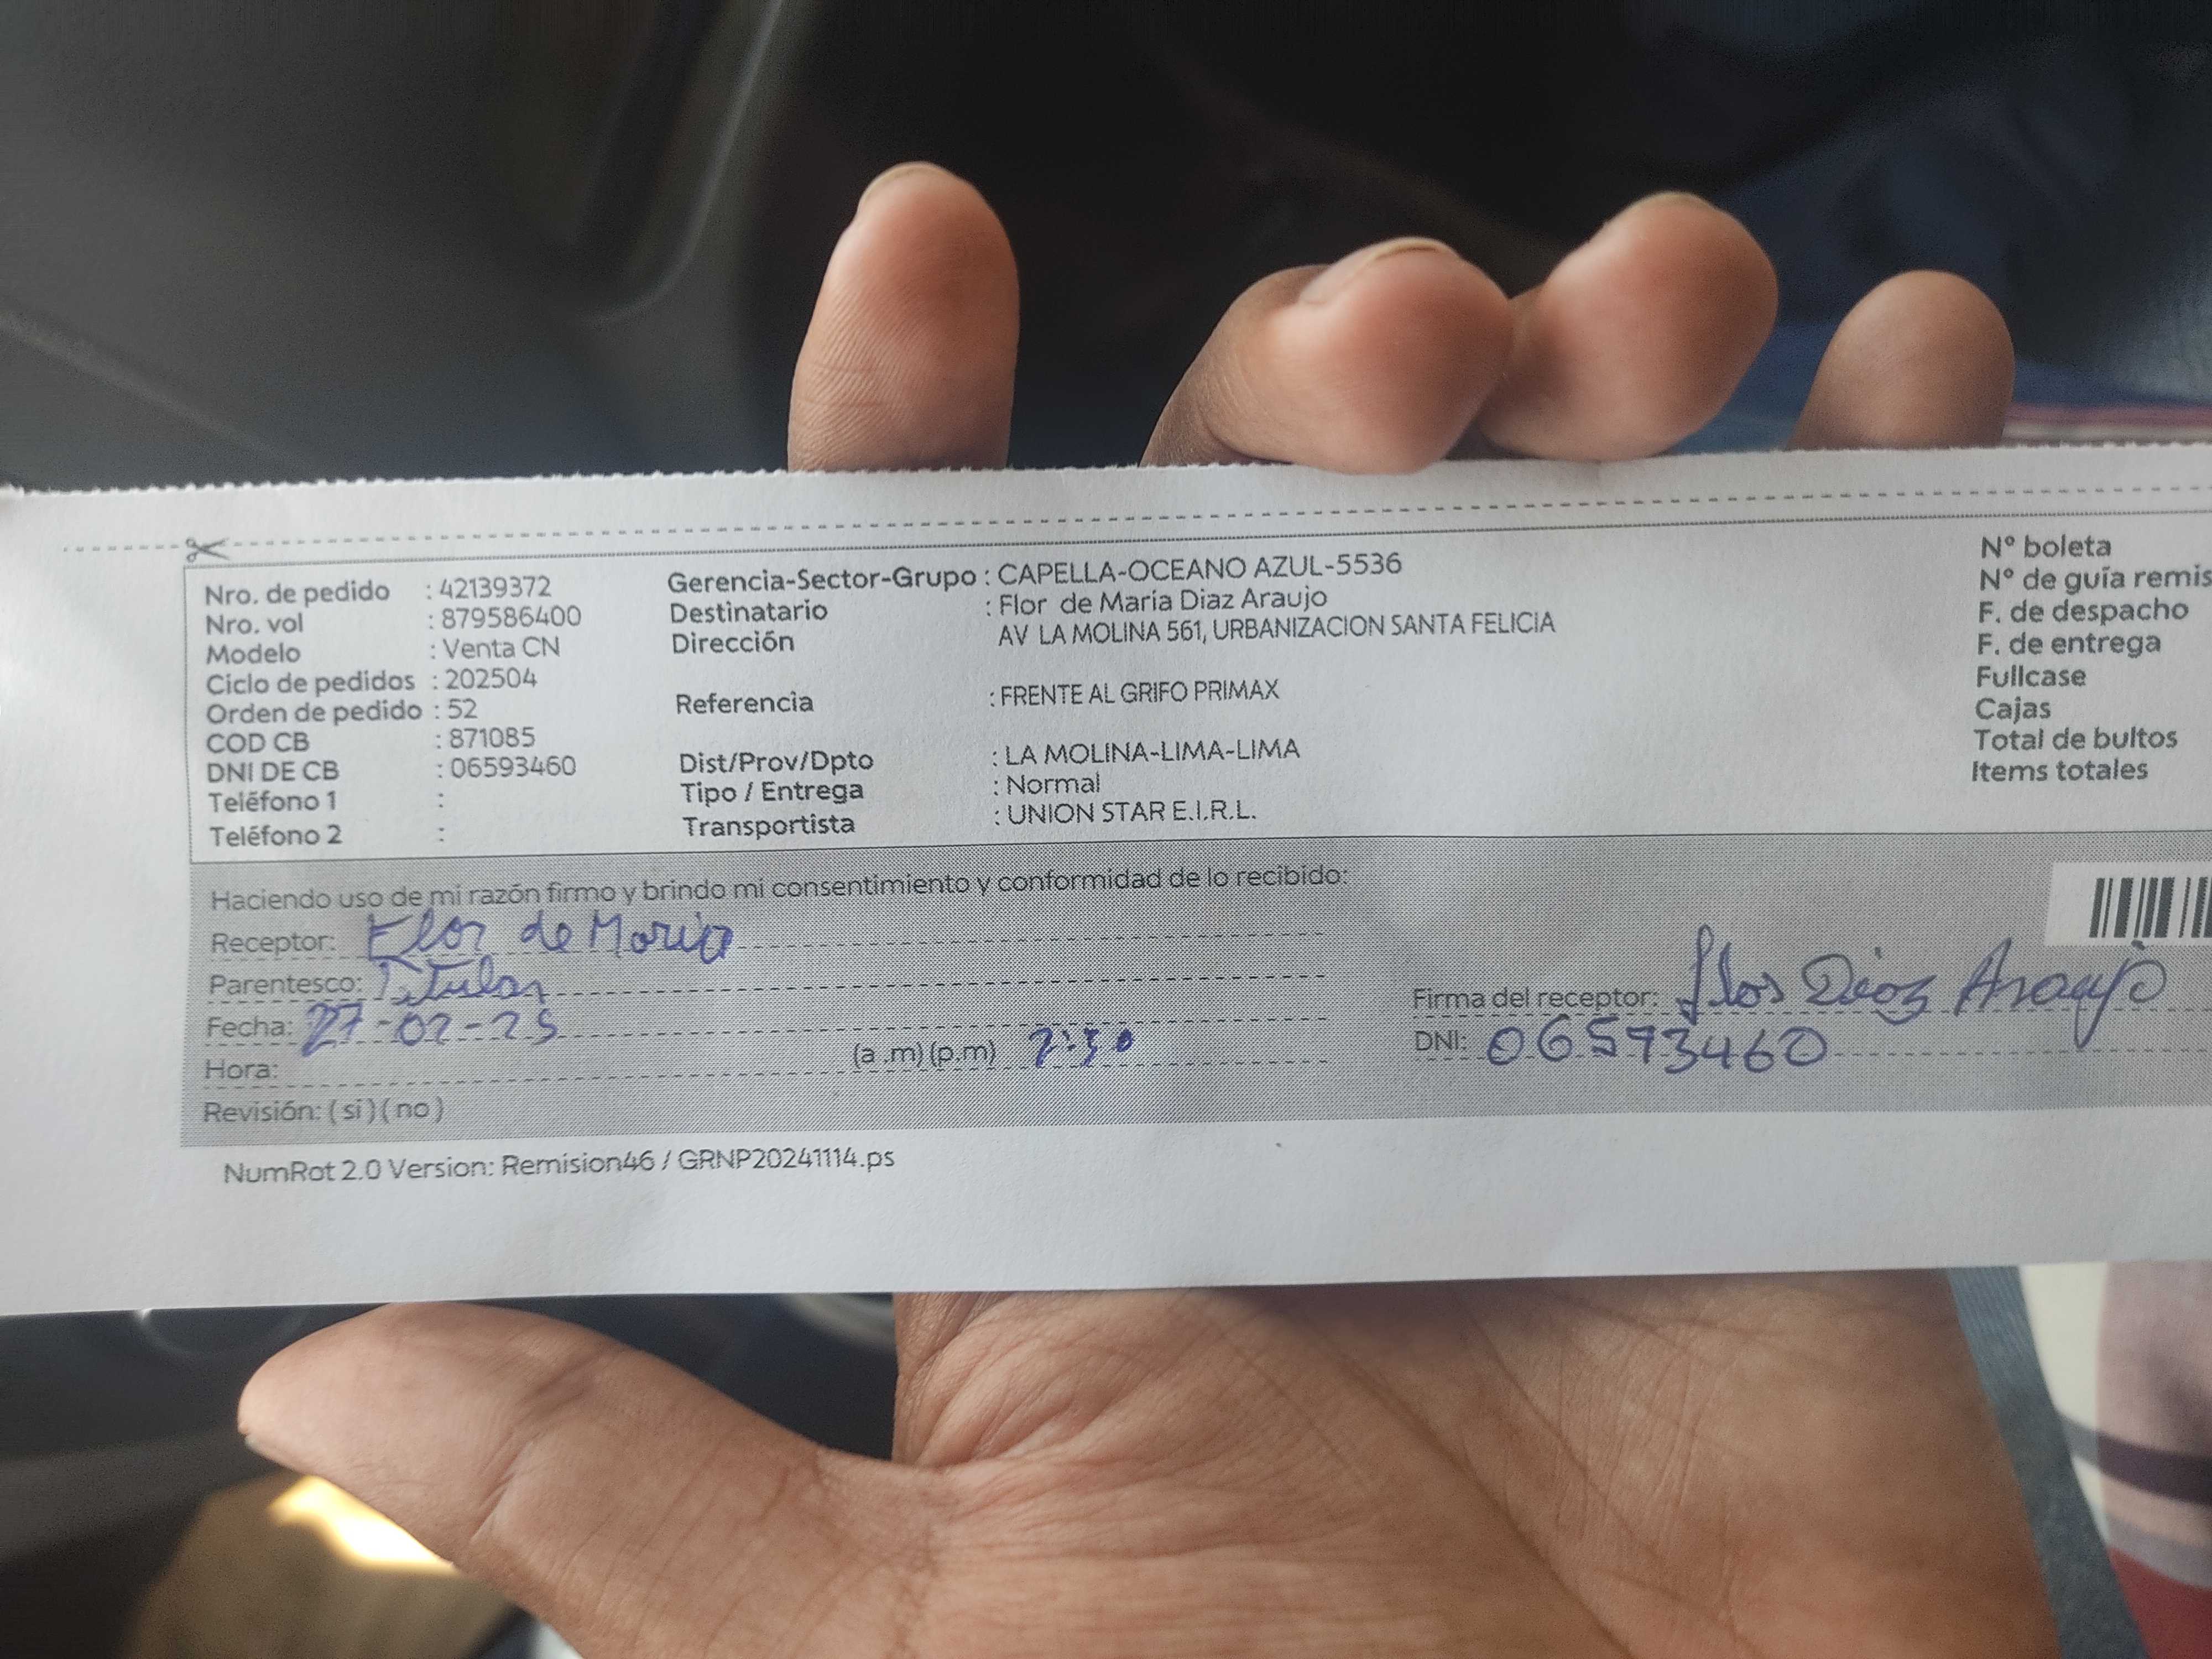 Nro. de pedido : 42139372
Nro. vol : 879586400
Modelo : Venta CN
Ciclo de pedidos : 202504
Orden de pedido : 52
COD CB : 871085
DNI DE CB : 06593460
Teléfono 1 :
Teléfono 2 :
Gerencia-Sector-Grupo : CAPELLA-OCEANO AZUL-5536
Destinatario : Flor de Maria Diaz Araujo
Dirección AV LA MOLINA 561, URBANIZACION SANTA FELICIA
Referencia : FRENTE AL GRIFO PRIMAX
Dist/Prov/Dpto : LA MOLINA-LIMA-LIMA
Tipo / Entrega : Normal
Transportista : UNION STAR E.I.R.L.
N° boleta
N° de guía remis
F. de despacho
F. de entrega
Fullcase
Cajas
Total de bultos
Items totales
Haciendo uso de mi razón firmo y brindo mi consentimiento y conformidad de lo recibido:
Receptor: Flor de Maria
Parentesco: Titular
Fecha: 27-02-25
Hora: (a .m) (p.m) 2:50
Revisión: ( si ) ( no )
Firma del receptor: Flor Diaz Araujo
DNI: 06593460
NumRot 2.0 Version: Remision46 / GRNP20241114.ps